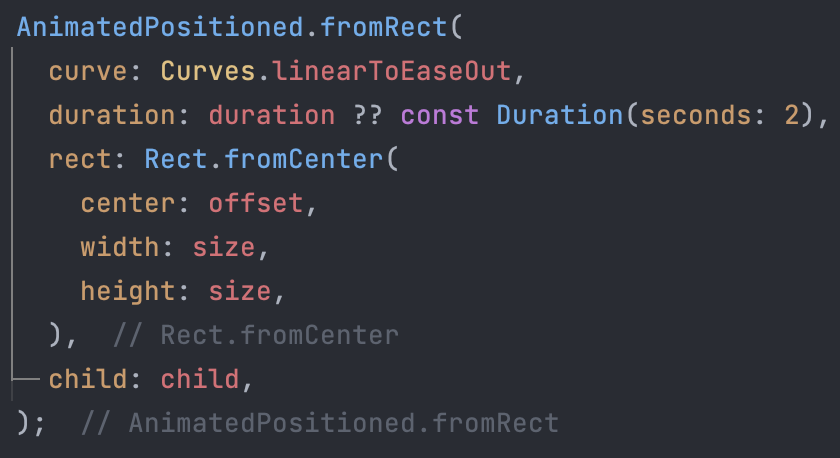 AnimatedPositioned.fromRect(
curve: Curves.linearToEaseOut,
duration: duration ?? const Duration(seconds: 2),
rect: Rect.fromCenter(
center: offset,
width: size,
height: size,
), // Rect.fromCenter
child: child,
); // AnimatedPositioned.fromRect